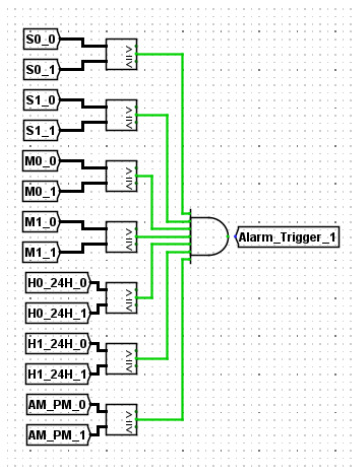 S0_0
S0_1
S1_0
S1_1
M0_0
M0_1
M1_0
M1_1
H0_24H_0
H0_24H_1
H1_24H_0
H1_24H_1
AM_PM_0
AM_PM_1
Alarm_Trigger_1